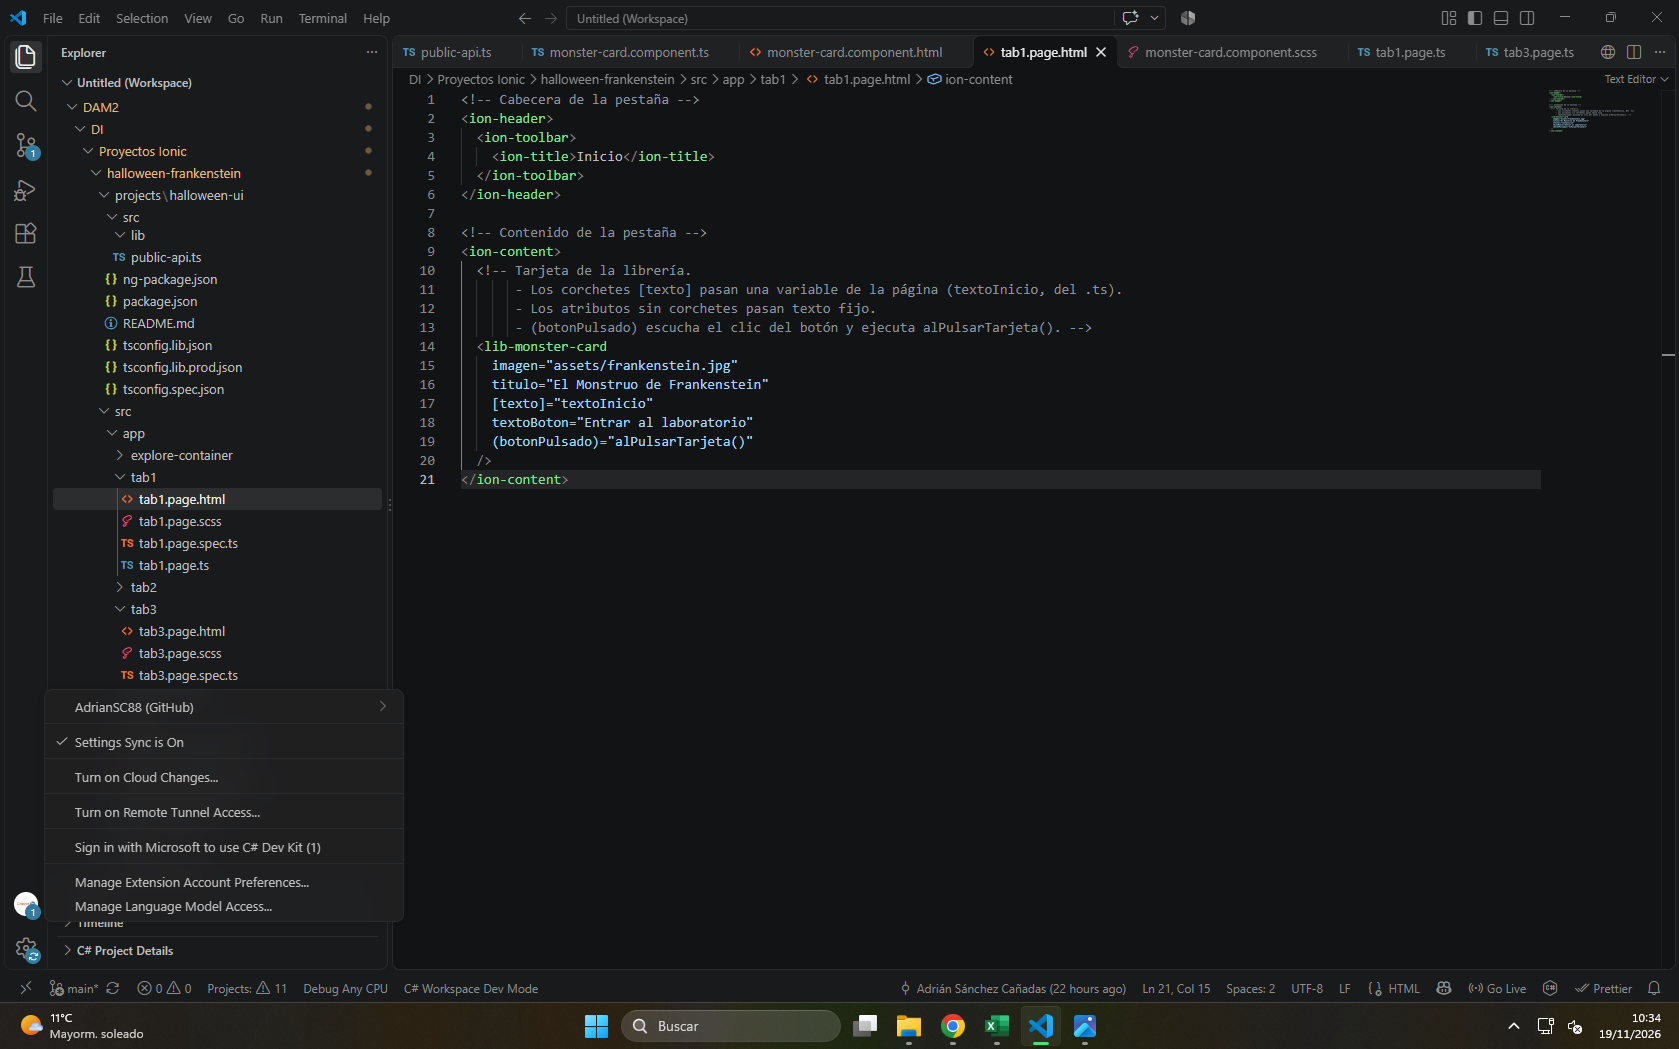 File Edit Selection View Go Run Terminal Help
Untitled (Workspace)
Explorer
Untitled (Workspace)
DAM2
DI
Proyectos Ionic
halloween-frankenstein
projects\halloween-ui
src
lib
TS public-api.ts
{} ng-package.json
{} package.json
README.md
{} tsconfig.lib.json
{} tsconfig.lib.prod.json
{} tsconfig.spec.json
src
app
explore-container
tab1
<> tab1.page.html
tab1.page.scss
TS tab1.page.spec.ts
TS tab1.page.ts
tab2
tab3
<> tab3.page.html
tab3.page.scss
TS tab3.page.spec.ts
AdrianSC88 (GitHub)
Settings Sync is On
Turn on Cloud Changes...
Turn on Remote Tunnel Access...
Sign in with Microsoft to use C# Dev Kit (1)
Manage Extension Account Preferences...
Manage Language Model Access...
Timeline
C# Project Details
1
1
TS public-api.ts
TS monster-card.component.ts
<> monster-card.component.html
<> tab1.page.html
monster-card.component.scss
TS tab1.page.ts
TS tab3.page.ts
DI > Proyectos Ionic > halloween-frankenstein > src > app > tab1 > <> tab1.page.html > ion-content
Text Editor
1 <!-- Cabecera de la pestaña -->
2 <ion-header>
3 <ion-toolbar>
4 <ion-title>Inicio</ion-title>
5 </ion-toolbar>
6 </ion-header>
7
8 <!-- Contenido de la pestaña -->
9 <ion-content>
10 <!-- Tarjeta de la librería.
11 - Los corchetes [texto] pasan una variable de la página (textoInicio, del .ts).
12 - Los atributos sin corchetes pasan texto fijo.
13 - (botonPulsado) escucha el clic del botón y ejecuta alPulsarTarjeta(). -->
14 <lib-monster-card
15 imagen="assets/frankenstein.jpg"
16 titulo="El Monstruo de Frankenstein"
17 [texto]="textoInicio"
18 textoBoton="Entrar al laboratorio"
19 (botonPulsado)="alPulsarTarjeta()"
20 />
21 </ion-content>
main* 0 0 Projects: 11 Debug Any CPU C# Workspace Dev Mode
Adrián Sánchez Cañadas (22 hours ago) Ln 21, Col 15 Spaces: 2 UTF-8 LF {} HTML Go Live Prettier
11°C
Mayorm. soleado
Buscar
10:34
19/11/2026